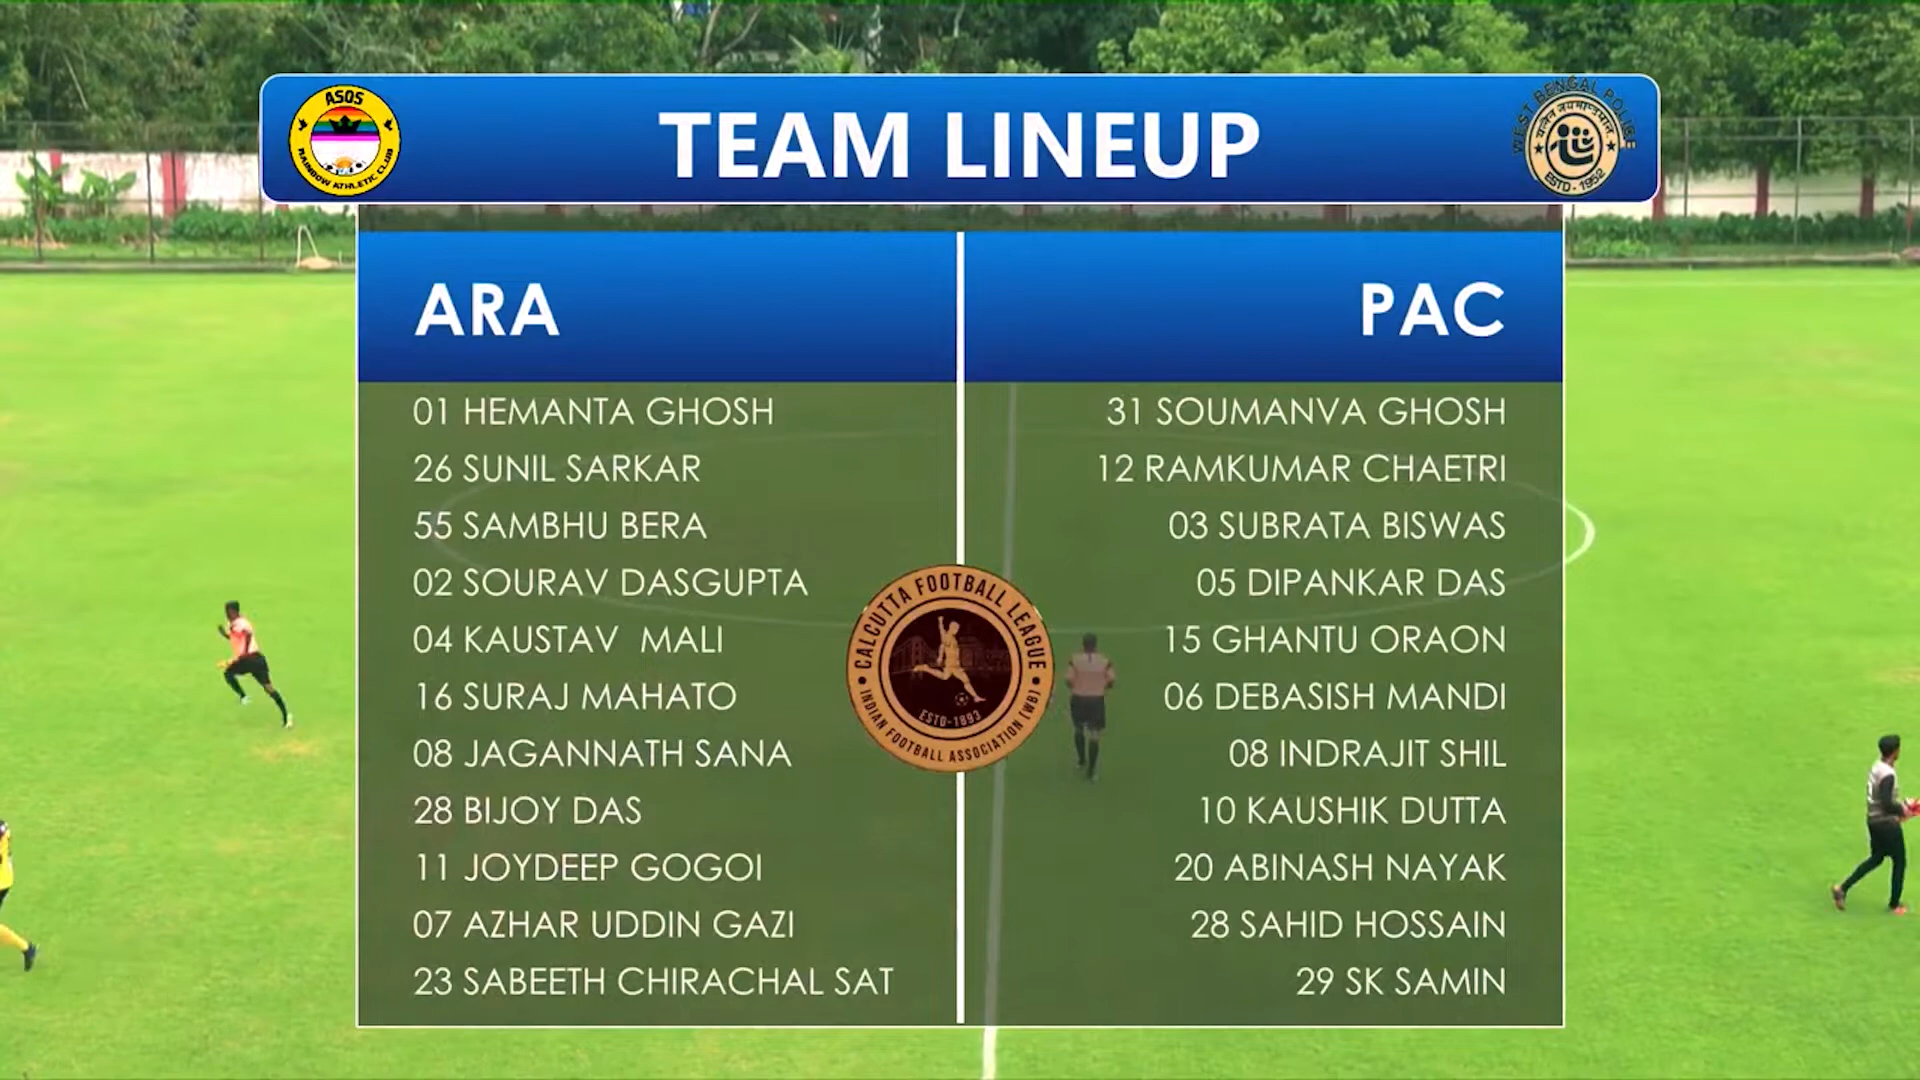 ASOS
RAINBOW ATHLETIC CLUB
TEAM LINEUP
WEST BENGAL POLICE
ESTD - 1952
ARA
PAC
01 HEMANTA GHOSH
31 SOUMANVA GHOSH
26 SUNIL SARKAR
12 RAMKUMAR CHAETRI
55 SAMBHU BERA
03 SUBRATA BISWAS
02 SOURAV DASGUPTA
05 DIPANKAR DAS
04 KAUSTAV  MALI
15 GHANTU ORAON
16 SURAJ MAHATO
06 DEBASISH MANDI
08 JAGANNATH SANA
08 INDRAJIT SHIL
28 BIJOY DAS
10 KAUSHIK DUTTA
11 JOYDEEP GOGOI
20 ABINASH NAYAK
07 AZHAR UDDIN GAZI
28 SAHID HOSSAIN
23 SABEETH CHIRACHAL SAT
29 SK SAMIN
CALCUTTA FOOTBALL LEAGUE
ESTD-1893
INDIAN FOOTBALL ASSOCIATION (WB)